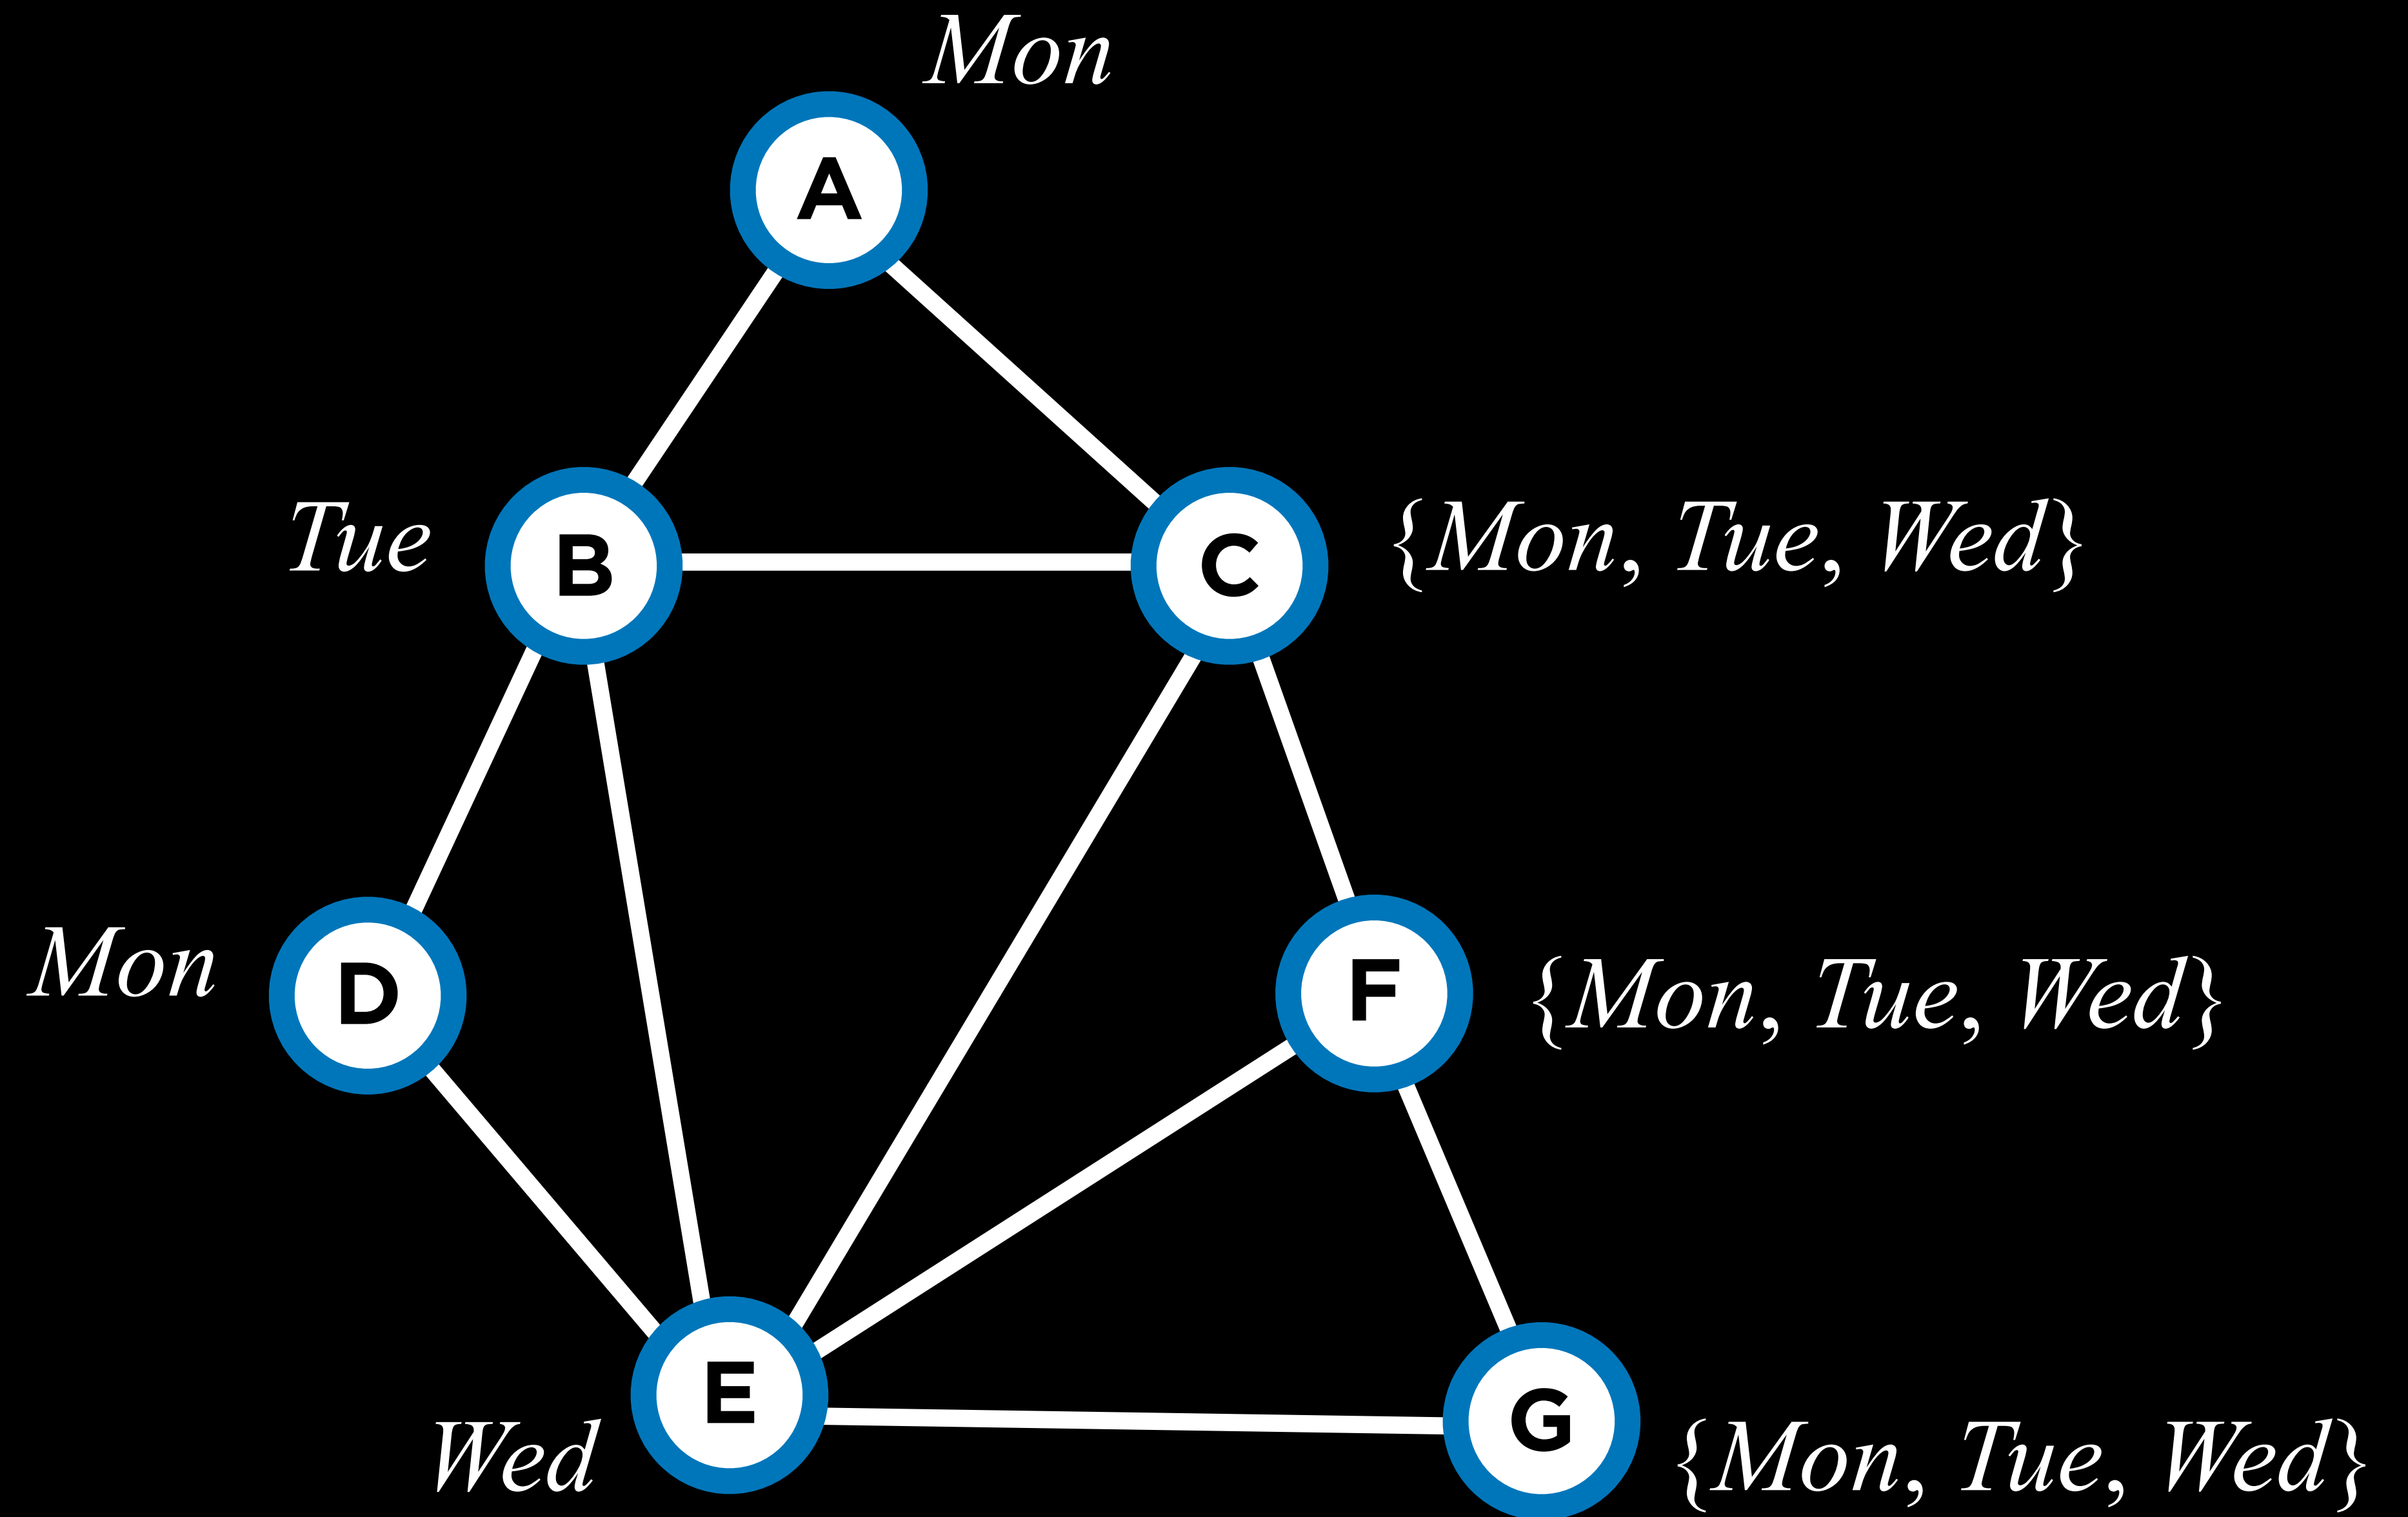 Mon
A
Tue
B
C
{Mon, Tue, Wed}
Mon
D
F
{Mon, Tue, Wed}
Wed
E
G
{Mon, Tue, Wed}